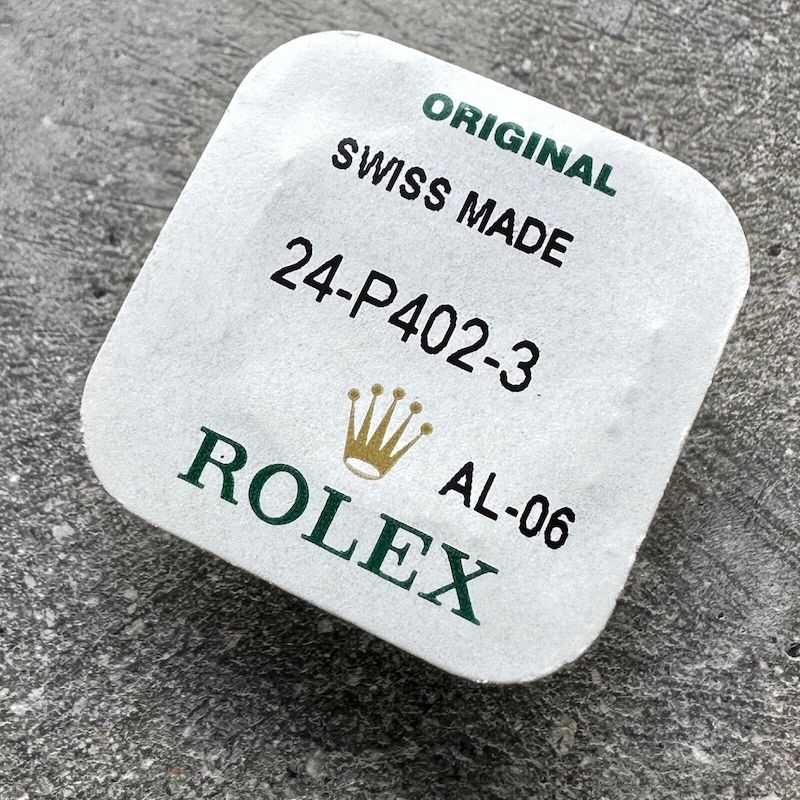 ORIGINAL
SWISS MADE
24-P402-3
AL-06
ROLEX